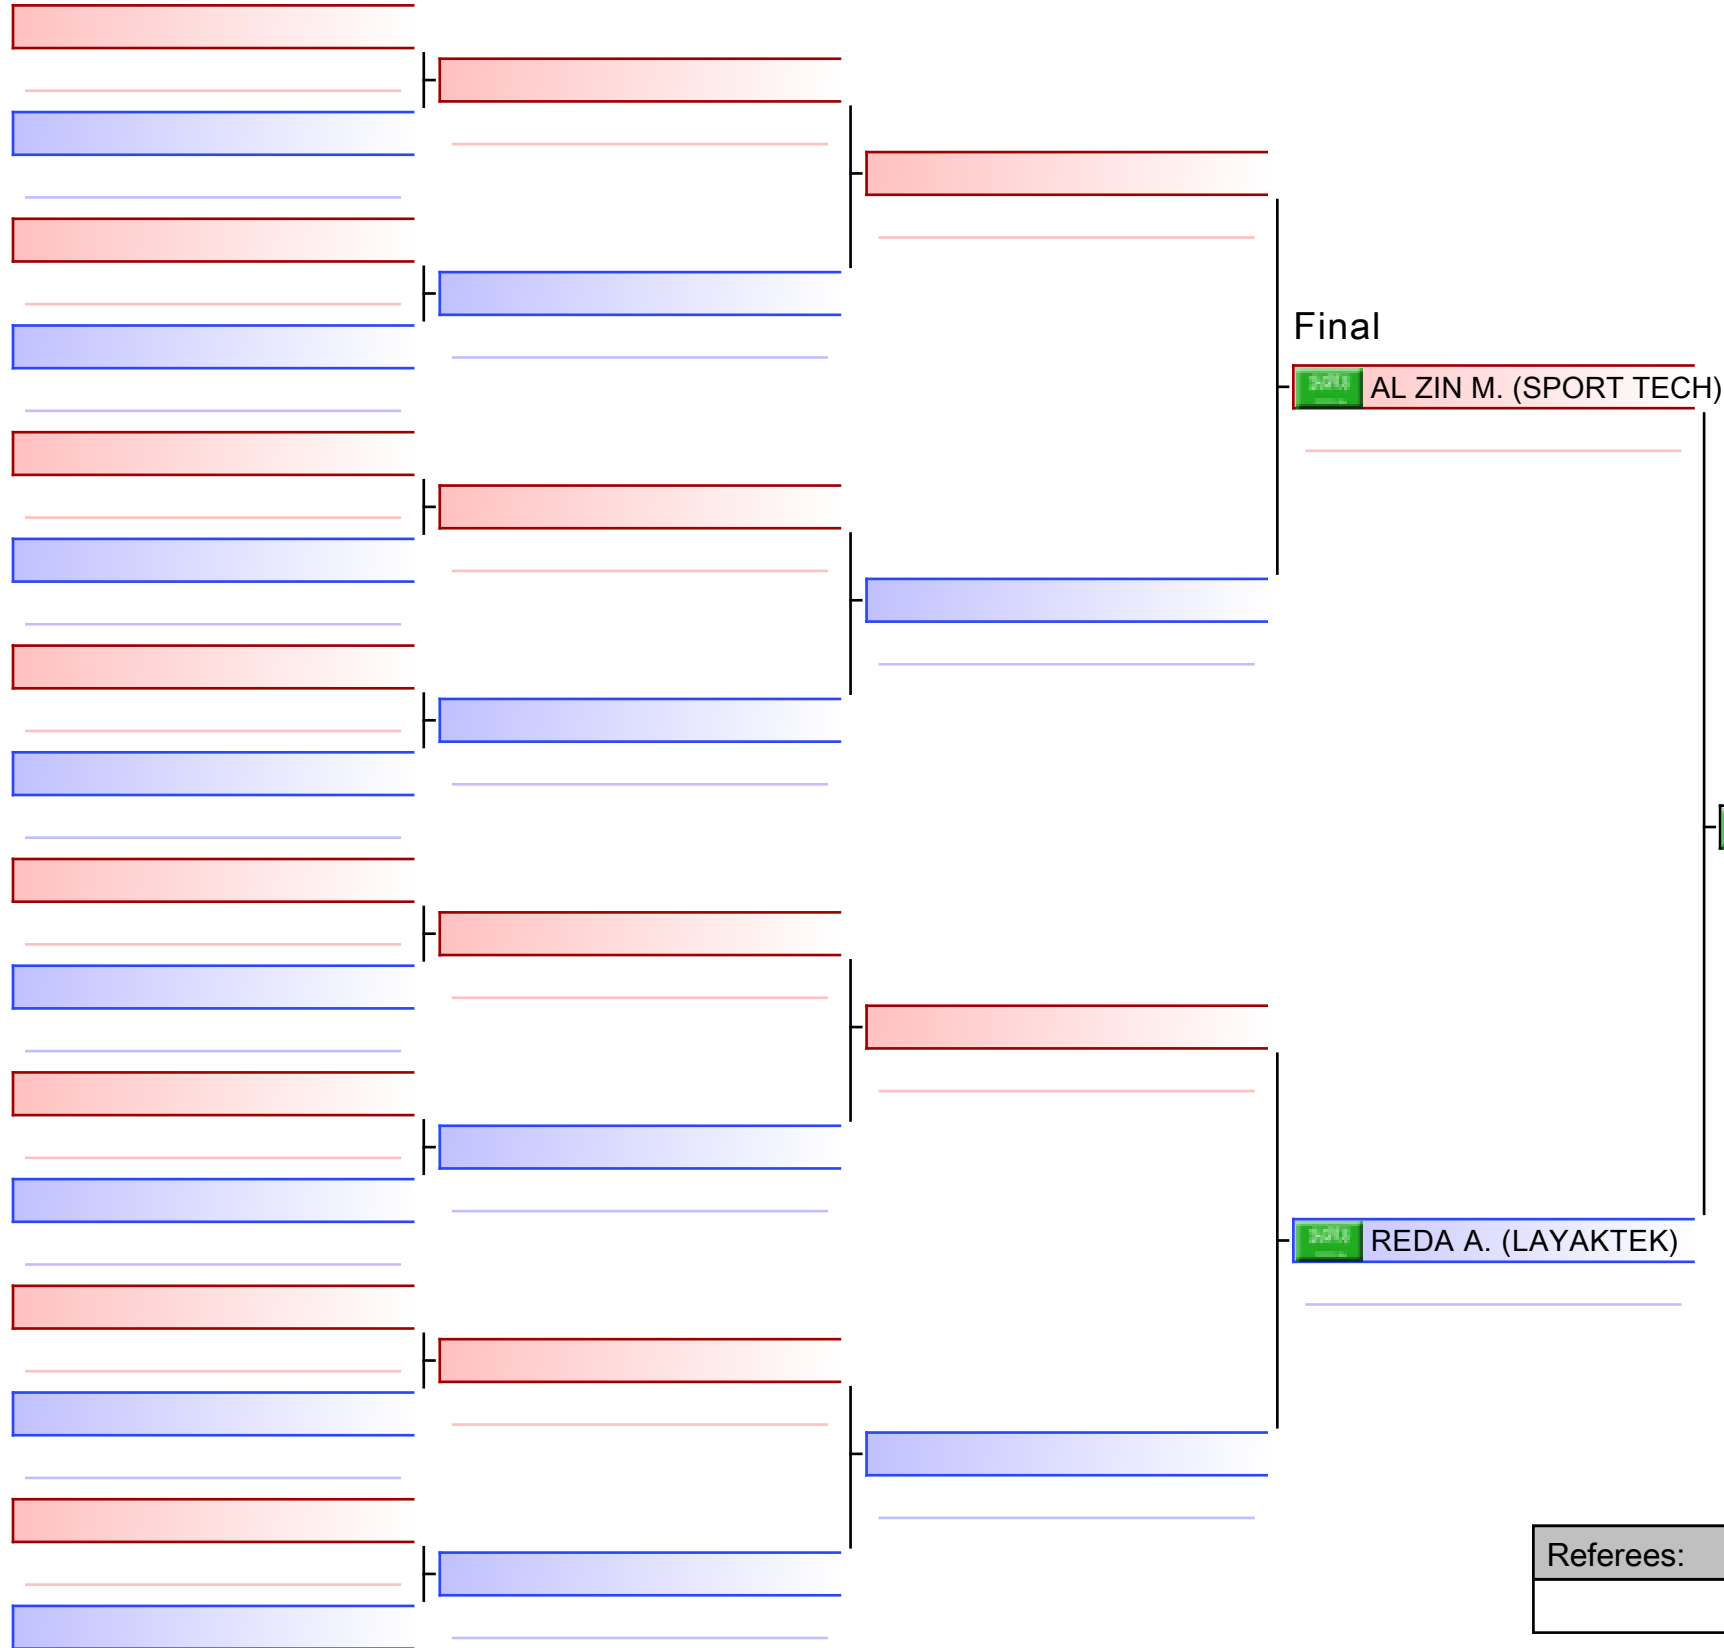 Final
AL ZIN M. (SPORT TECH)
REDA A. (LAYAKTEK)
Referees: